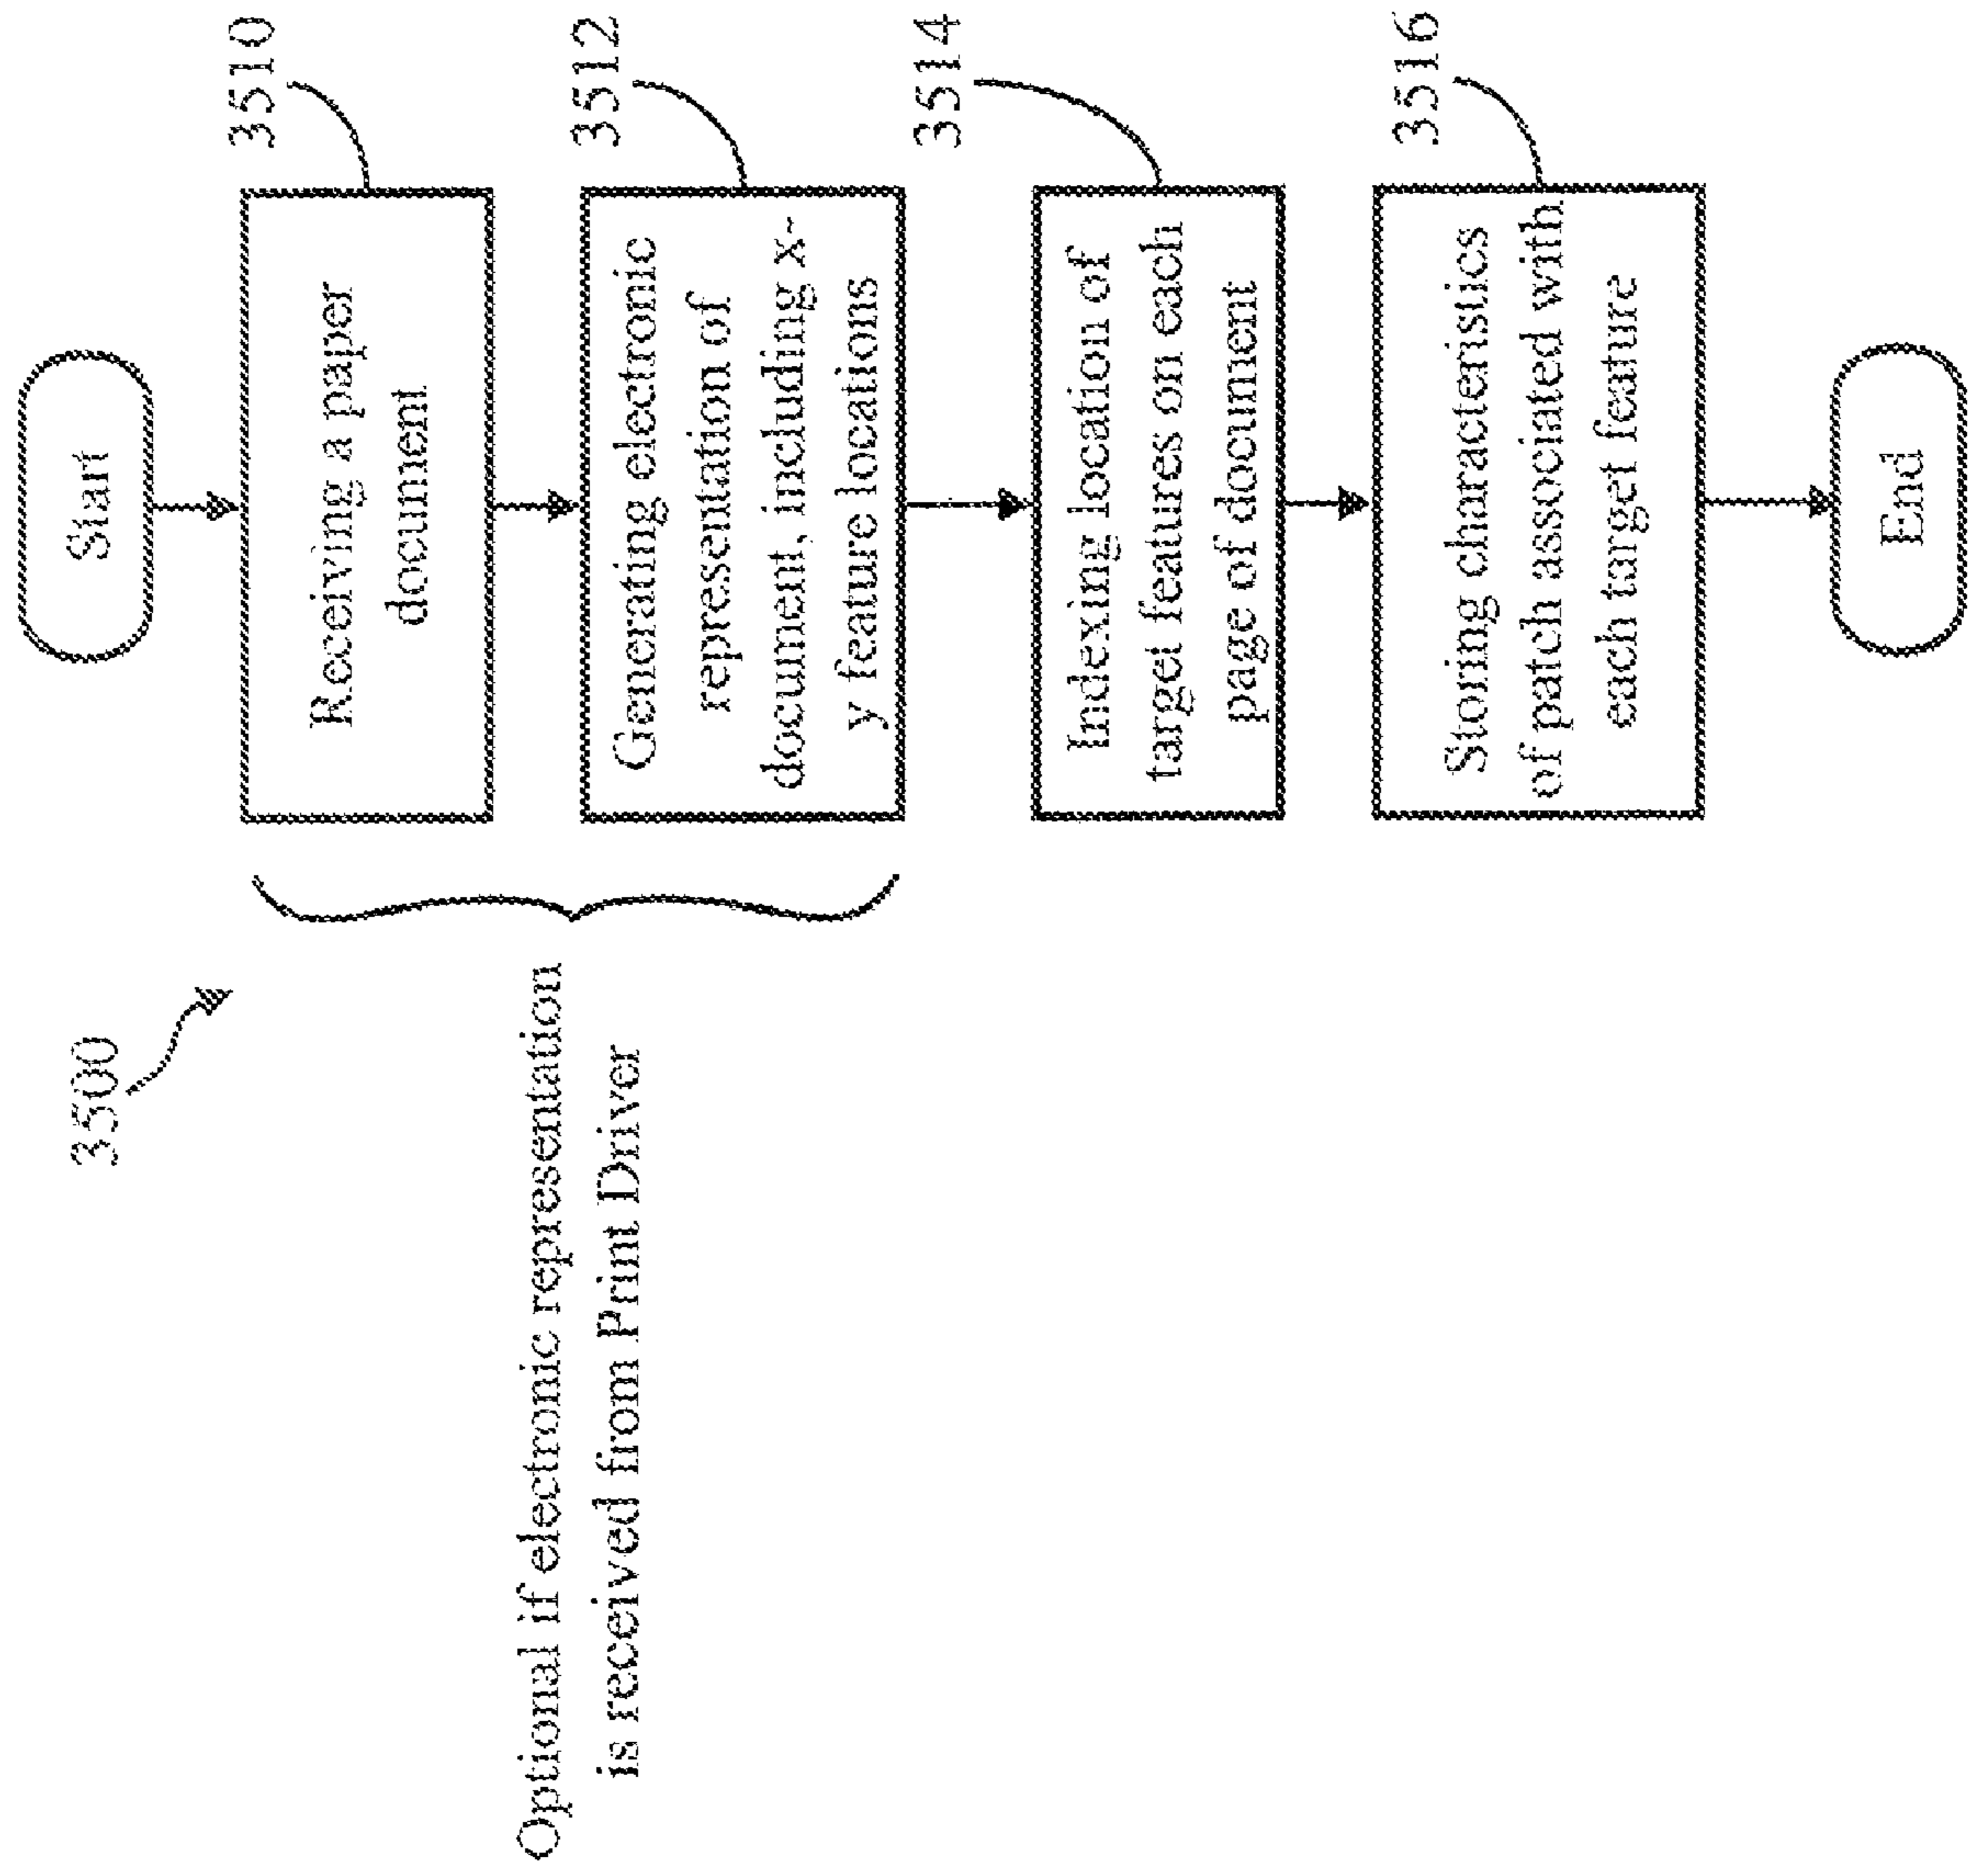 3500
Start
Receiving a paper
document
3510
Optional if electronic representation
is received from Print Driver
Generating electronic
representation of
document, including x-
y feature locations
3512
Indexing location of
target features on each
page of document
3514
Storing characteristics
of patch associated with
each target feature
3516
End